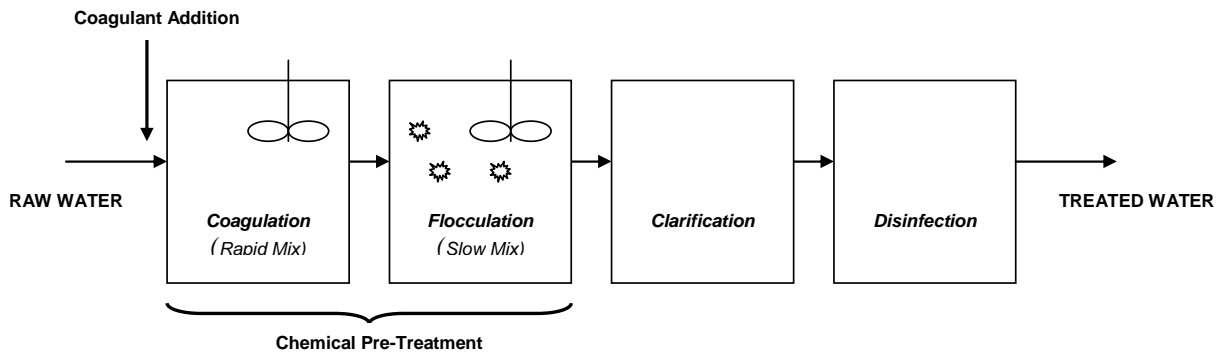 Coagulant Addition
RAW WATER
Coagulation
(Rapid Mix)
Flocculation
(Slow Mix)
Clarification
Disinfection
TREATED WATER
Chemical Pre-Treatment